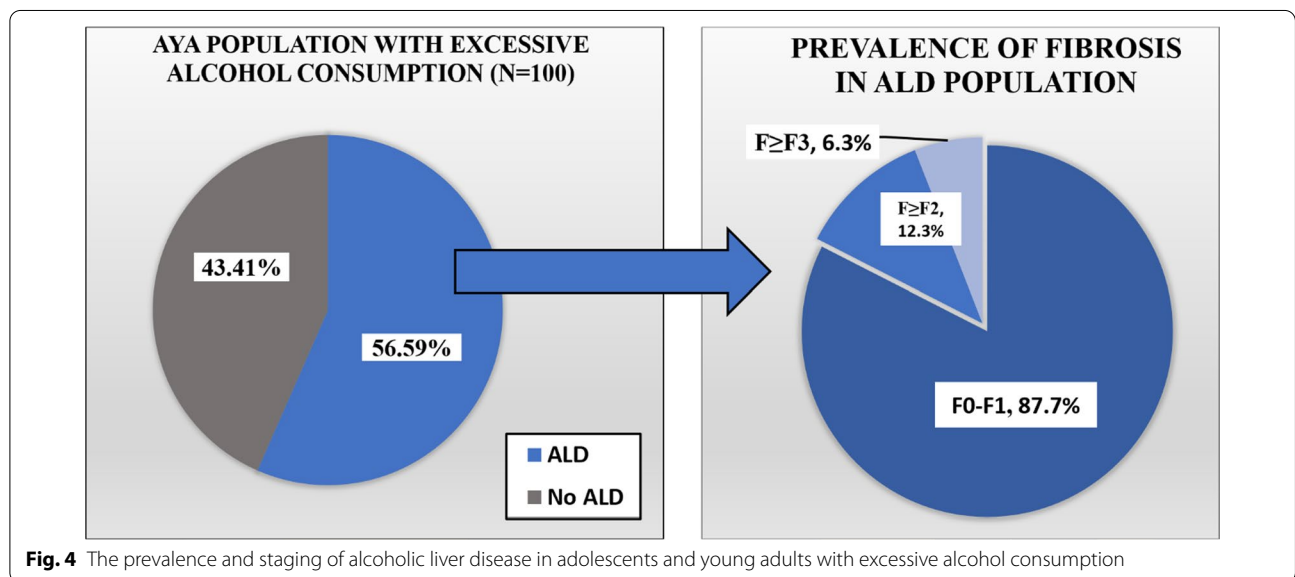 AYA POPULATION WITH EXCESSIVE
ALCOHOL CONSUMPTION (N=100)
43.41%
56.59%
ALD
No ALD
PREVALENCE OF FIBROSIS
IN ALD POPULATION
F≥F3, 6.3%
F≥F2,
12.3%
F0-F1, 87.7%
Fig. 4 The prevalence and staging of alcoholic liver disease in adolescents and young adults with excessive alcohol consumption